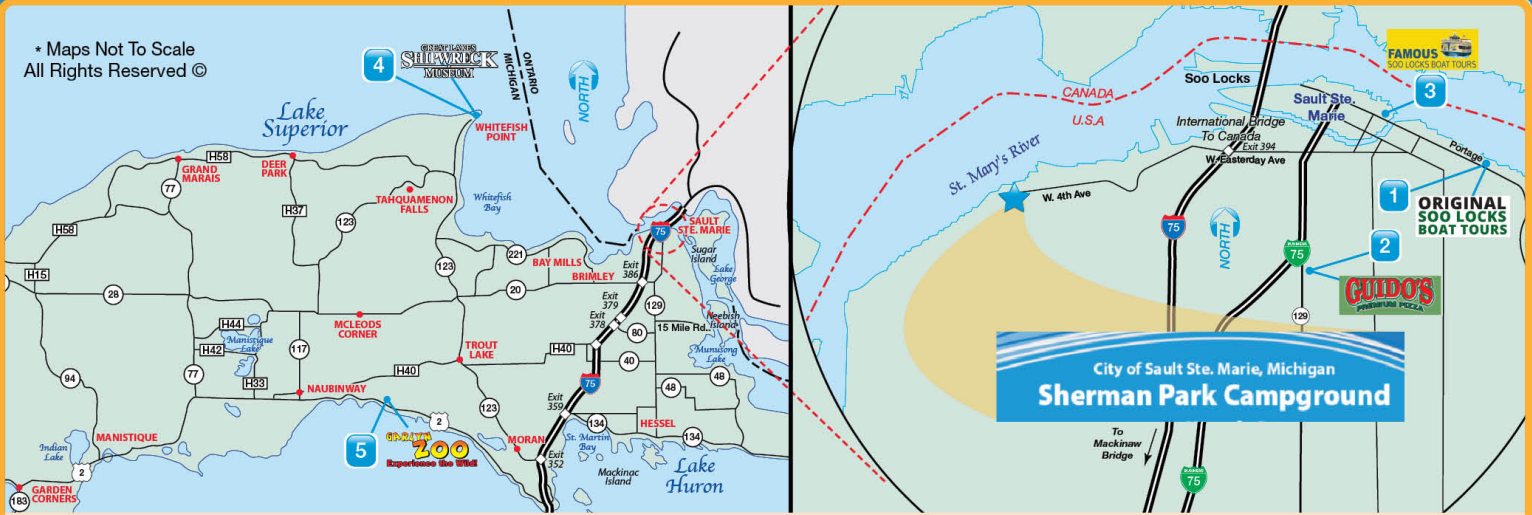 * Maps Not To Scale
All Rights Reserved ©
4
GREAT LAKES
SHIPWRECK
MUSEUM
ONTARIO
MICHIGAN
NORTH
Lake
Superior
WHITEFISH
POINT
H58
GRAND
MARAIS
DEER
PARK
77
TAHQUAMENON
FALLS
Whitefish
Bay
H37
123
H58
75
SAULT
STE. MARIE
Sugar
Island
221
BAY MILLS
BRIMLEY
Exit
386
Lake
George
H15
123
28
20
Exit
379
129
Exit
378
Neebish
Island
H44
MCLEODS
CORNER
15 Mile Rd.
80
Manistique
Lake
H42
117
TROUT
LAKE
H40
Munusong
Lake
40
94
77
H33
H40
75
48
48
NAUBINWAY
123
Exit
359
2
134
HESSEL
134
MANISTIQUE
5
GARLYN
ZOO
Experience the Wild!
MORAN
St. Martin
Bay
Indian
Lake
2
Exit
352
Mackinac
Island
Lake
Huron
GARDEN
CORNERS
183
FAMOUS
SOO LOCKS BOAT TOURS
Soo Locks
3
CANADA
U.S.A
Sault Ste.
Marie
International Bridge
To Canada
Exit 394
W. Easterday Ave
Portage
St. Mary's River
W. 4th Ave
1
ORIGINAL
SOO LOCKS
BOAT TOURS
75
NORTH
BUSINESS
75
2
GUIDO'S
PREMIUM PIZZA
129
City of Sault Ste. Marie, Michigan
Sherman Park Campground
To
Mackinaw
Bridge
BUSINESS
75